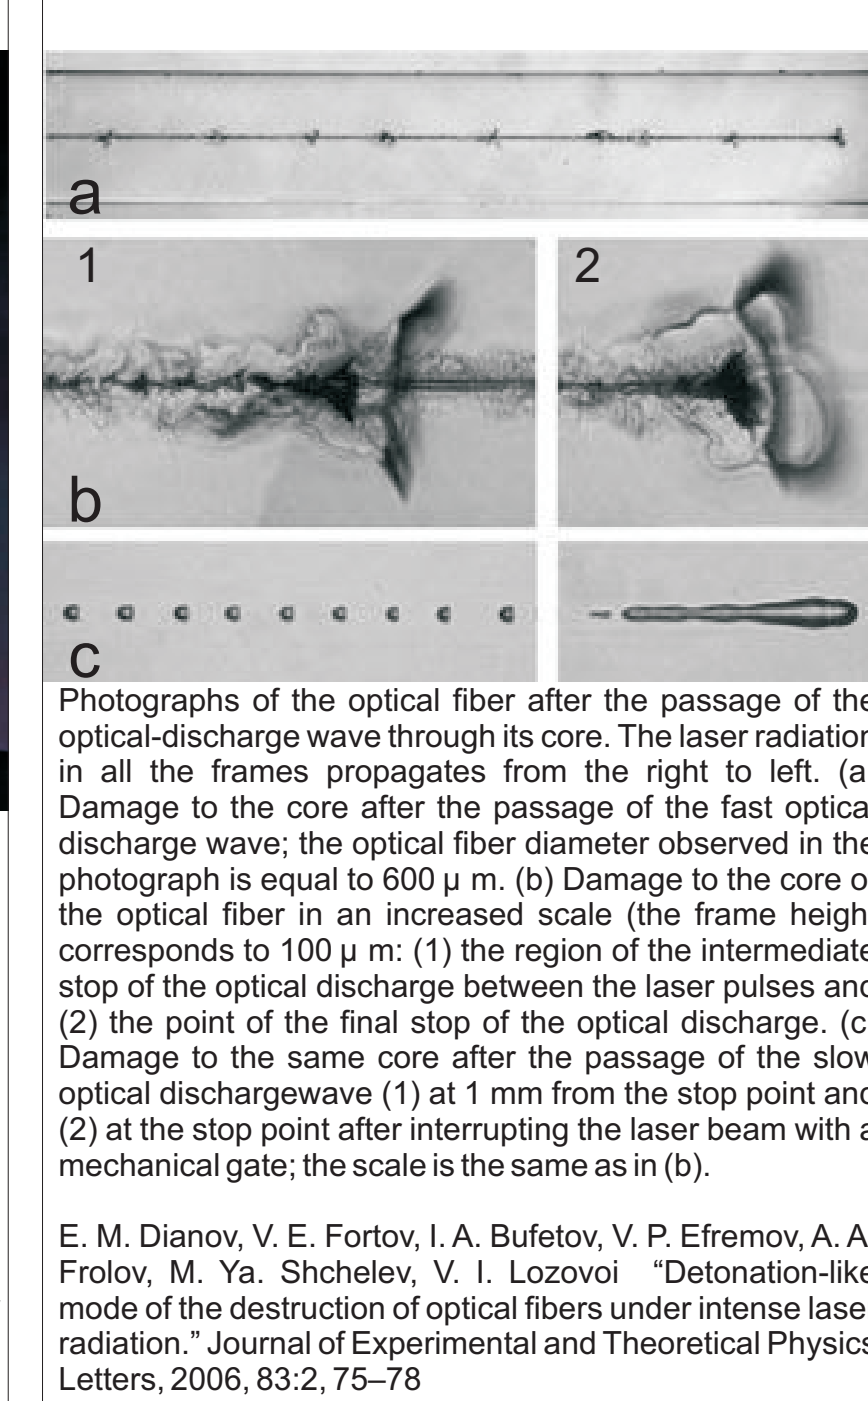 a
1
2
b
c
Photographs of the optical fiber after the passage of the
optical-discharge wave through its core. The laser radiation
in all the frames propagates from the right to left. (a
Damage to the core after the passage of the fast optica
discharge wave; the optical fiber diameter observed in the
photograph is equal to 600 μ m. (b) Damage to the core o
the optical fiber in an increased scale (the frame heigh
corresponds to 100 μ m: (1) the region of the intermediate
stop of the optical discharge between the laser pulses and
(2) the point of the final stop of the optical discharge. (c
Damage to the same core after the passage of the slow
optical dischargewave (1) at 1 mm from the stop point and
(2) at the stop point after interrupting the laser beam with a
mechanical gate; the scale is the same as in (b).
E. M. Dianov, V. E. Fortov, I. A. Bufetov, V. P. Efremov, A. A.
Frolov, M. Ya. Shchelev, V. I. Lozovoi “Detonation-like
mode of the destruction of optical fibers under intense lase
radiation.” Journal of Experimental and Theoretical Physics
Letters, 2006, 83:2, 75–78